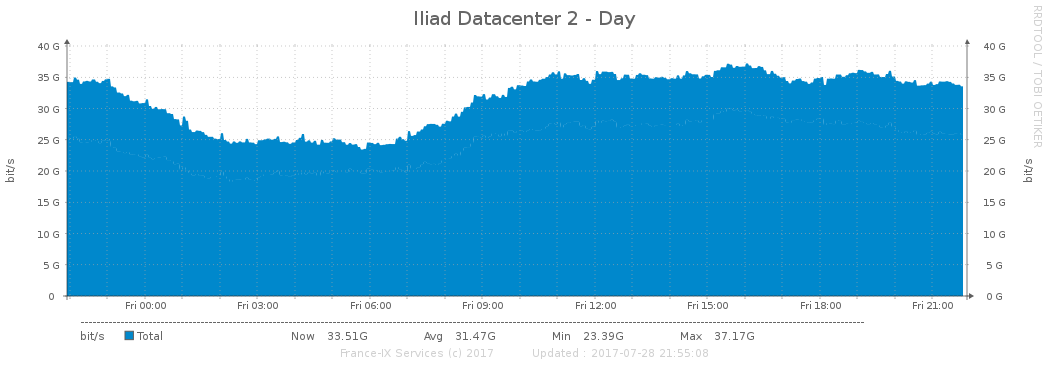 Iliad Datacenter 2 - Day
RRDTOOL / TOBI OETIKER
40 G 40 G
35 G 35 G
30 G 30 G
25 G 25 G
20 G 20 G
15 G 15 G
10 G 10 G
5 G 5 G
0 0 G
bit/s bit/s
Fri 00:00 Fri 03:00 Fri 06:00 Fri 09:00 Fri 12:00 Fri 15:00 Fri 18:00 Fri 21:00
bit/s Total Now 33.51G Avg 31.47G Min 23.39G Max 37.17G
France-IX Services (c) 2017 Updated : 2017-07-28 21:55:08